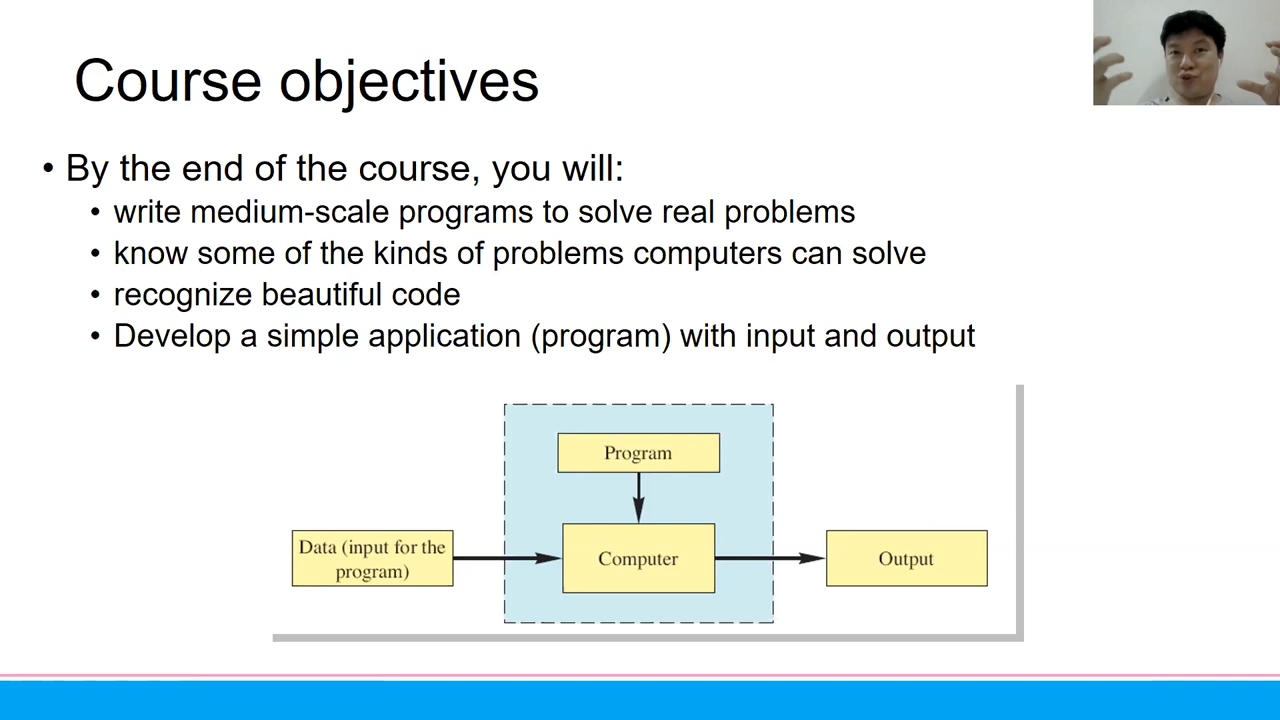 Course objectives
• By the end of the course, you will:
• write medium-scale programs to solve real problems
• know some of the kinds of problems computers can solve
• recognize beautiful code
• Develop a simple application (program) with input and output
Program
Data (input for the
program)
Computer
Output